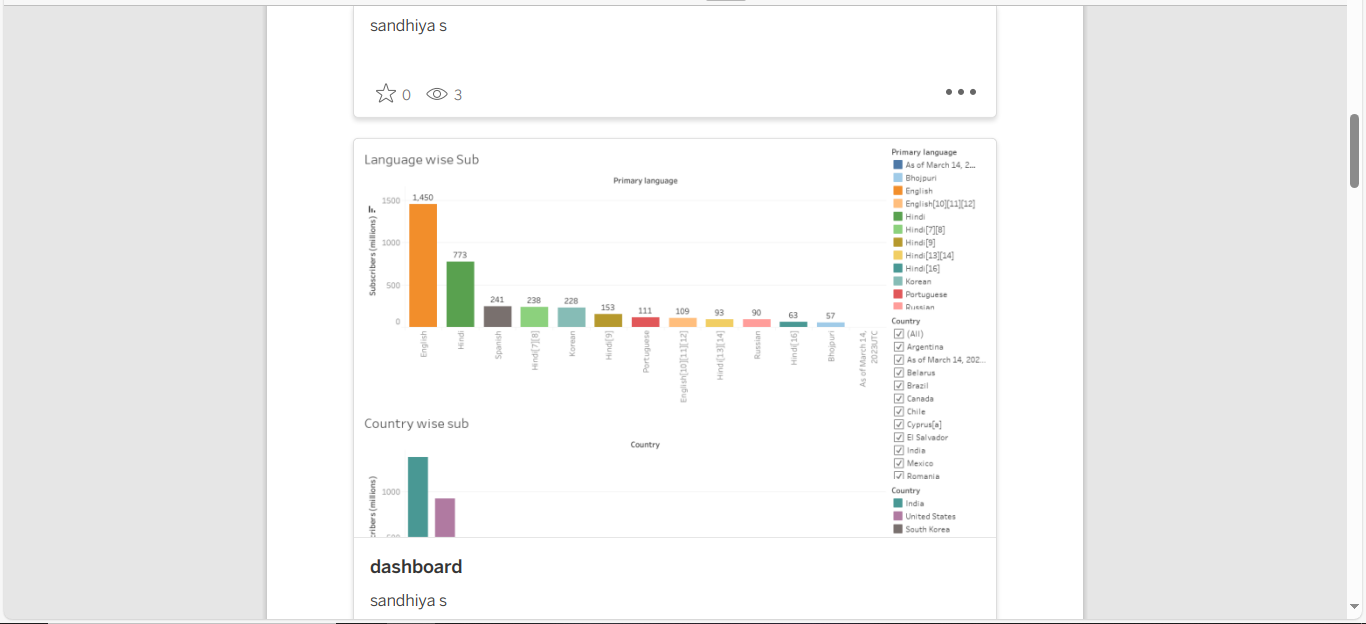 sandhiya s
0
3
Language wise Sub
Primary language
Subscribers (millions)
1500
1000
500
0
1,450
773
241
238
228
153
111
109
93
90
63
57
English
Hindi
Spanish
Hindi[7][8]
Korean
Hindi[9]
Portuguese
English[10][11][12]
Hindi[13][14]
Russian
Hindi[16]
Bhojpuri
As of March 14,
2023UTC
Primary language
As of March 14, 2...
Bhojpuri
English
English[10][11][12]
Hindi
Hindi[7][8]
Hindi[9]
Hindi[13][14]
Hindi[16]
Korean
Portuguese
Russian
Country
(All)
Argentina
As of March 14, 202...
Belarus
Brazil
Canada
Chile
Cyprus[a]
El Salvador
India
Mexico
Romania
Country wise sub
Country
1000
(millions)
Country
India
United States
South Korea
dashboard
sandhiya s